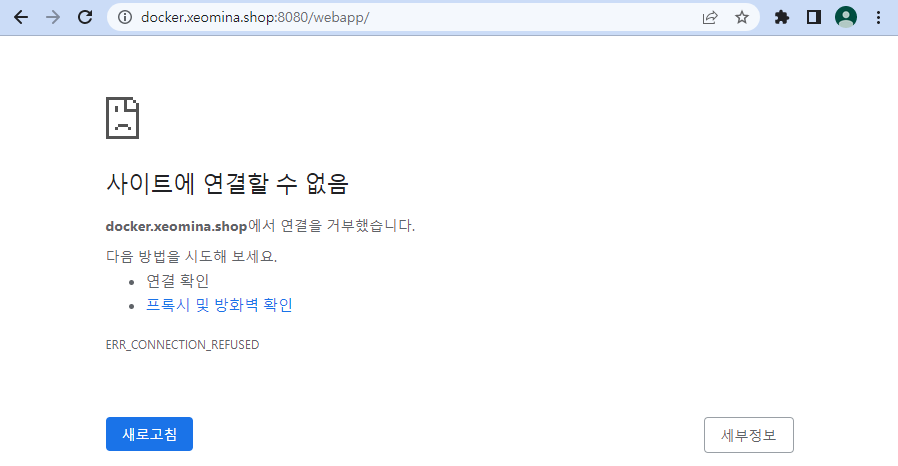 docker.xeomina.shop:8080/webapp/
사이트에 연결할 수 없음
docker.xeomina.shop에서 연결을 거부했습니다.
다음 방법을 시도해 보세요.
연결 확인
프록시 및 방화벽 확인
ERR_CONNECTION_REFUSED
새로고침
세부정보